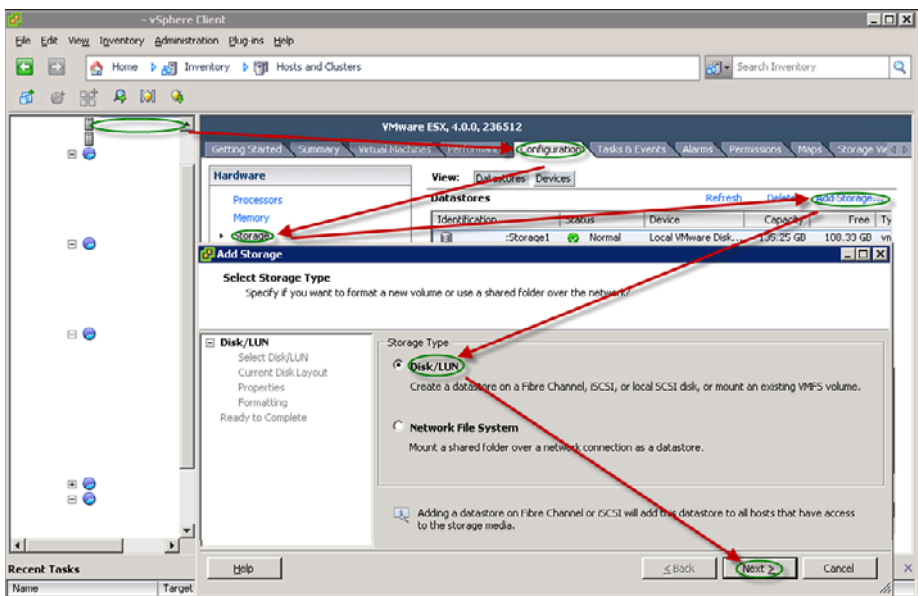 - vSphere Client
File Edit View Inventory Administration Plug-ins Help
Home Inventory Hosts and Clusters
Search Inventory
VMware ESX, 4.0.0, 236512
Getting Started Summary Virtual Machines Performance Configuration Tasks & Events Alarms Permissions Maps Storage
Hardware
Processors
Memory
Storage
View: Datastores Devices
Datastores
Refresh Delete Add Storage...
Identification Status Device Capacity Free Ty
:Storage1 Normal Local VMware Disk... 136.25 GB 108.33 GB
Add Storage
Select Storage Type
Specify if you want to format a new volume or use a shared folder over the network?
Disk/LUN
Select Disk/LUN
Current Disk Layout
Properties
Formatting
Ready to Complete
Storage Type
Disk/LUN
Create a datastore on a Fibre Channel, iSCSI, or local SCSI disk, or mount an existing VMFS volume.
Network File System
Mount a shared folder over a network connection as a datastore.
Adding a datastore on Fibre Channel or iSCSI will add this datastore to all hosts that have access
to the storage media.
Help
≤ Back Next ≥ Cancel
Recent Tasks
Name Target